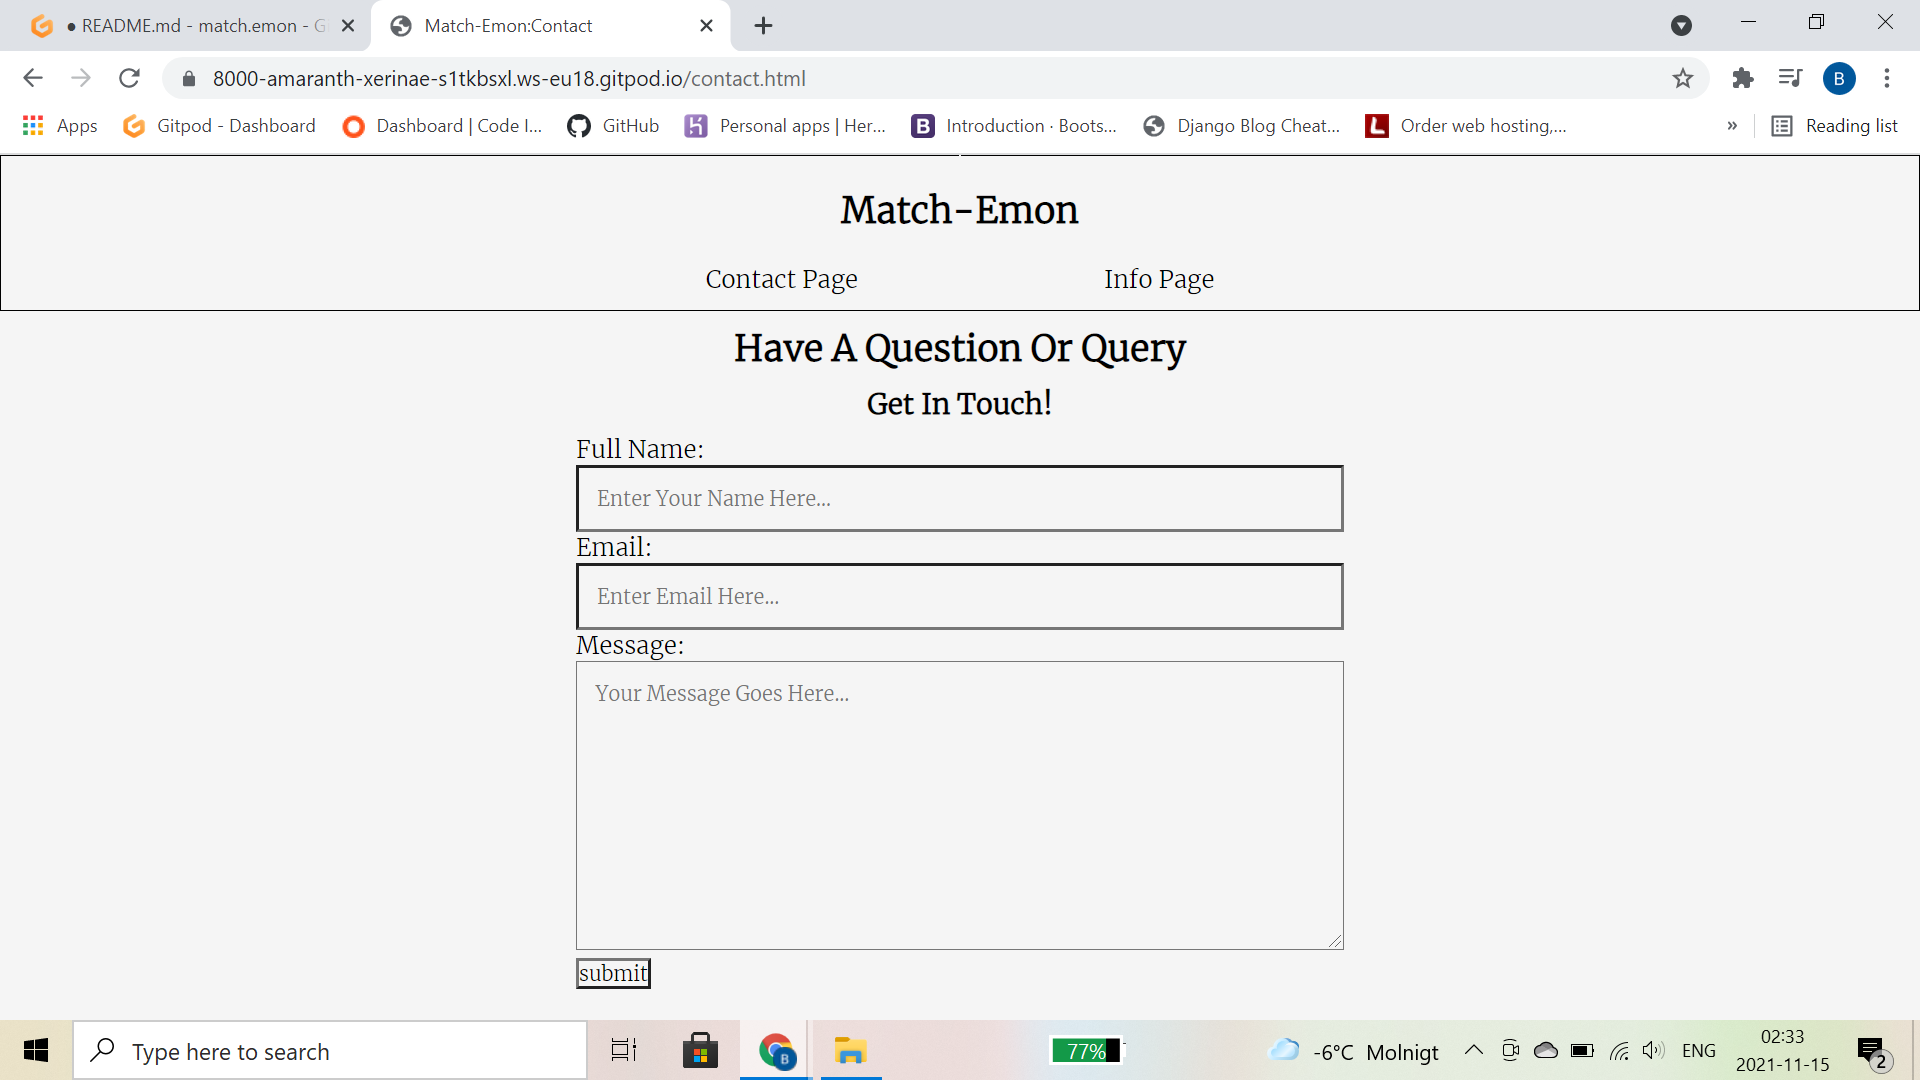 ● README.md - match.emon - G
Match-Emon:Contact
8000-amaranth-xerinae-s1tkbsxl.ws-eu18.gitpod.io/contact.html
B
Apps
Gitpod - Dashboard
Dashboard | Code I...
GitHub
Personal apps | Her...
B
Introduction · Boots...
Django Blog Cheat...
L
Order web hosting,...
»
Reading list
Match-Emon
Contact Page
Info Page
Have A Question Or Query
Get In Touch!
Full Name:
Enter Your Name Here...
Email:
Enter Email Here...
Message:
Your Message Goes Here...
submit
Type here to search
B
77%
-6°C Molnigt
ENG
02:33
2021-11-15
2